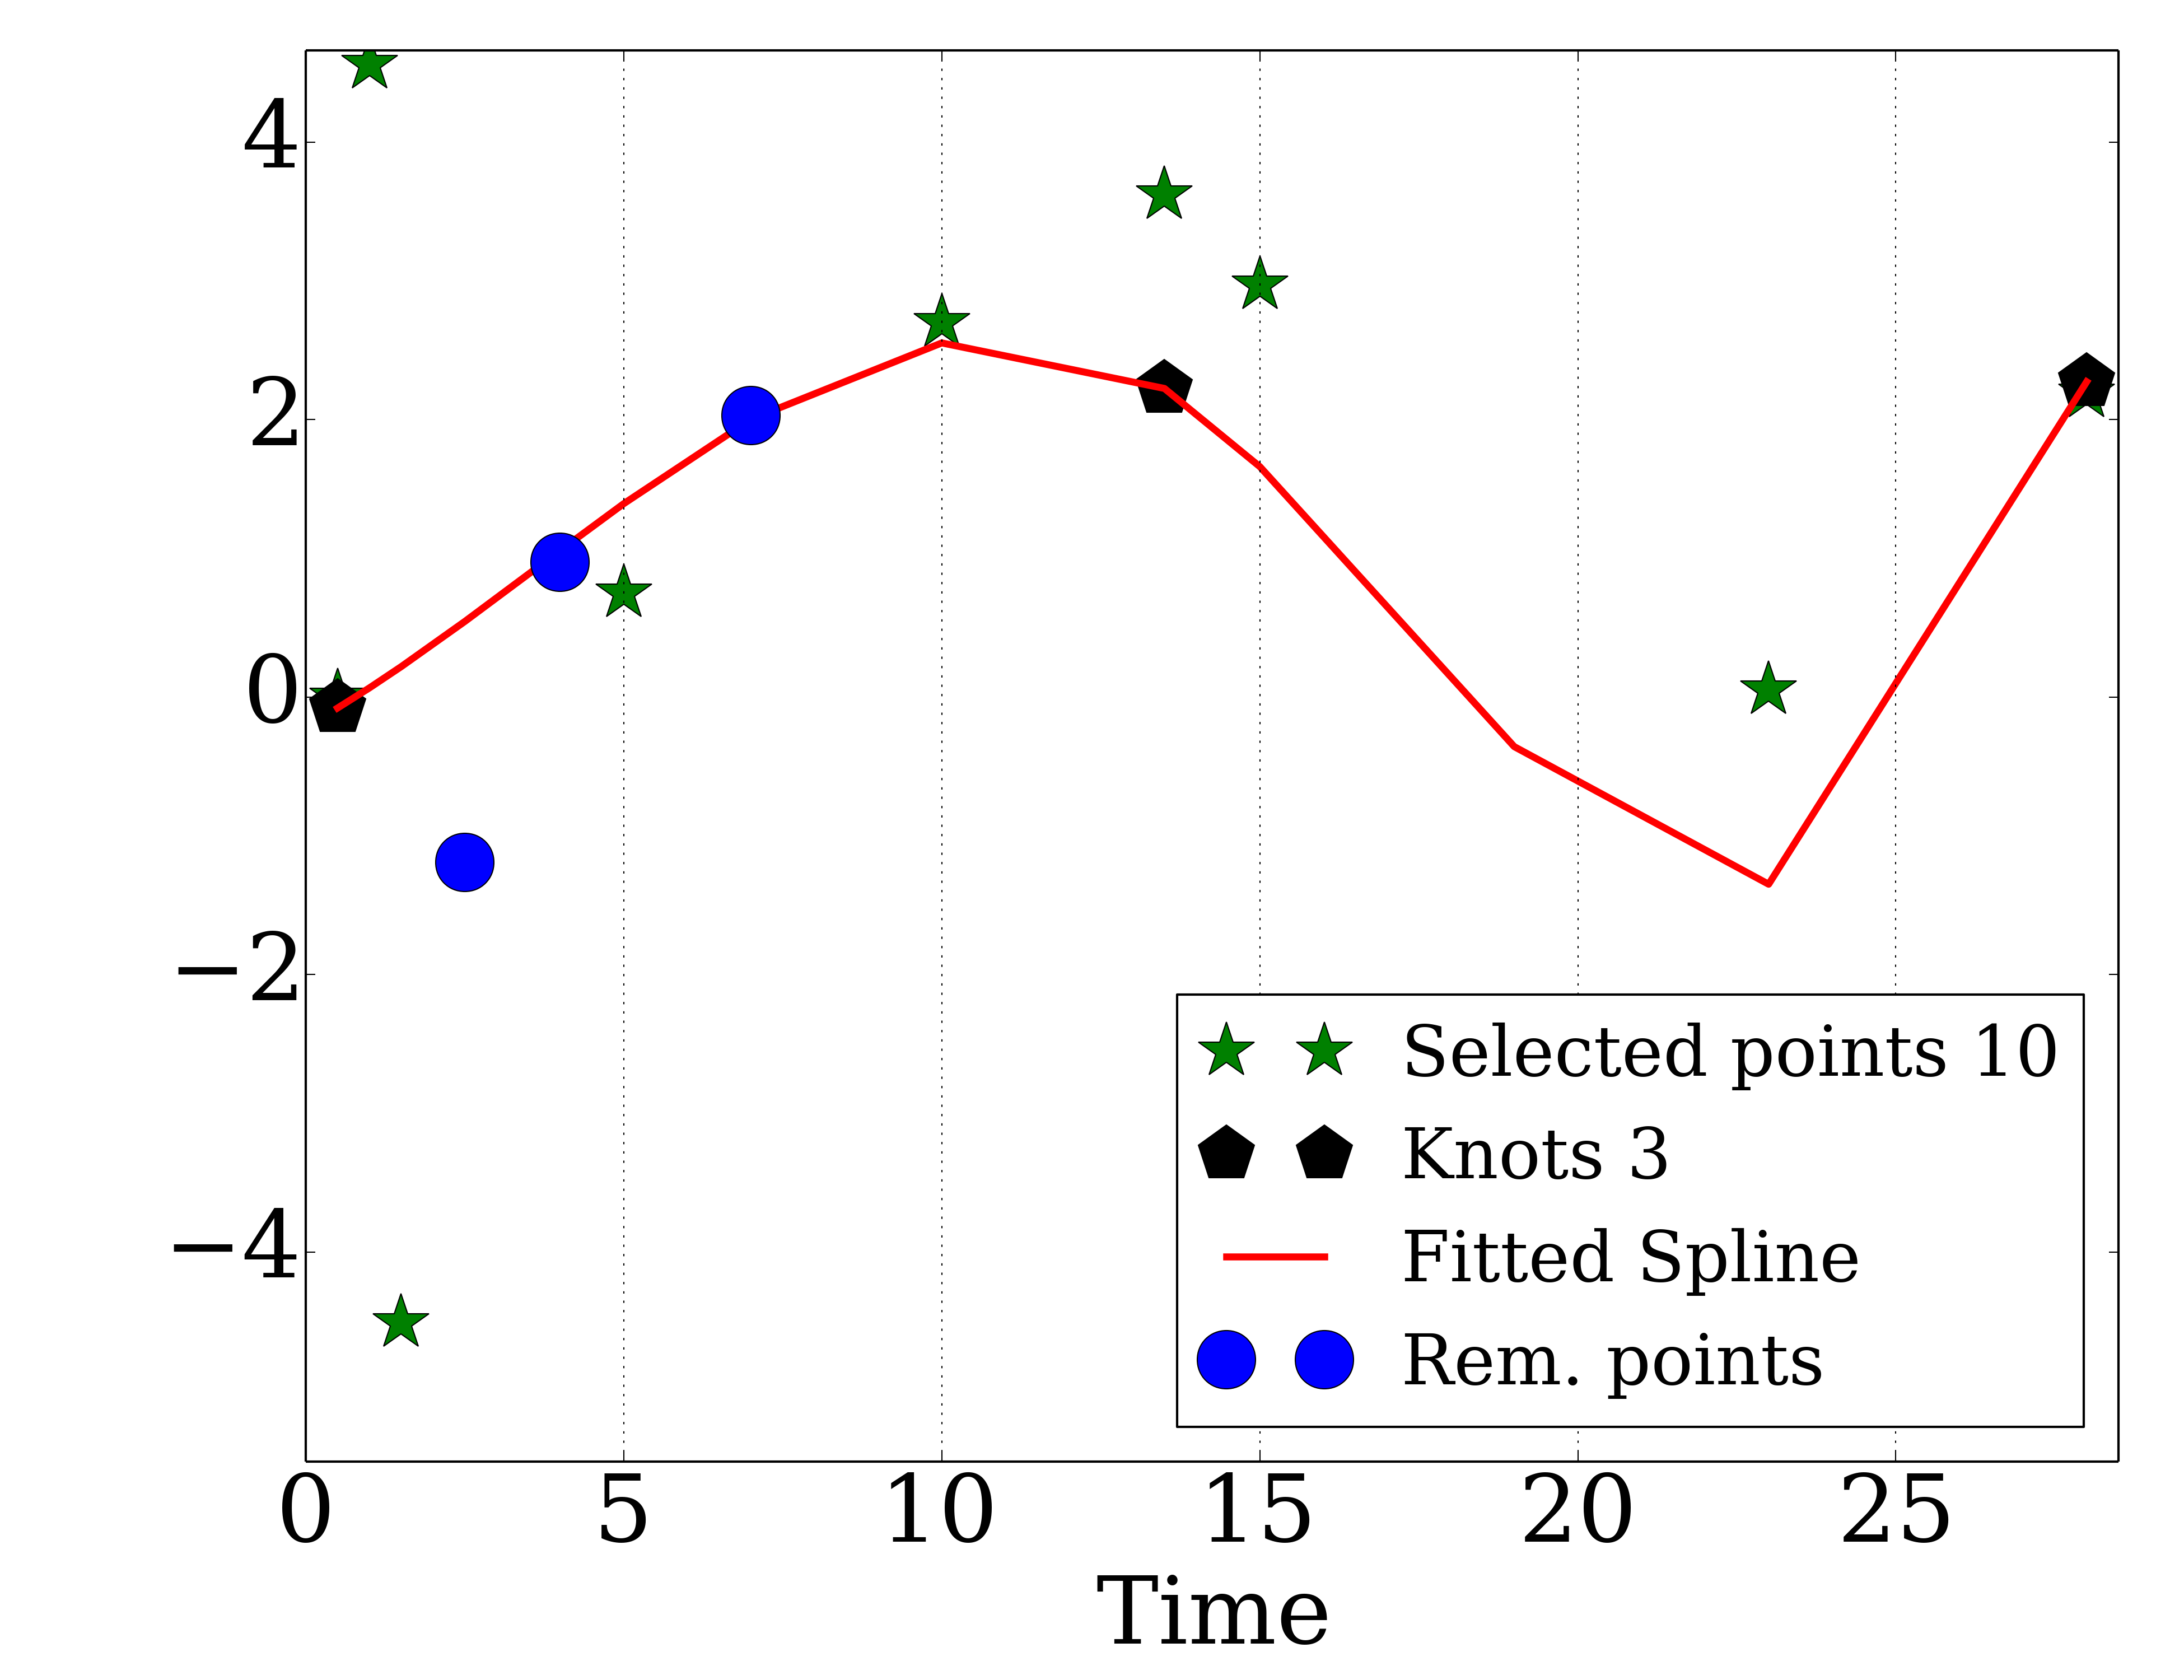 4
2
0
−2
−4
Selected points 10
Knots 3
Fitted Spline
Rem. points
0 5 10 15 20 25
Time